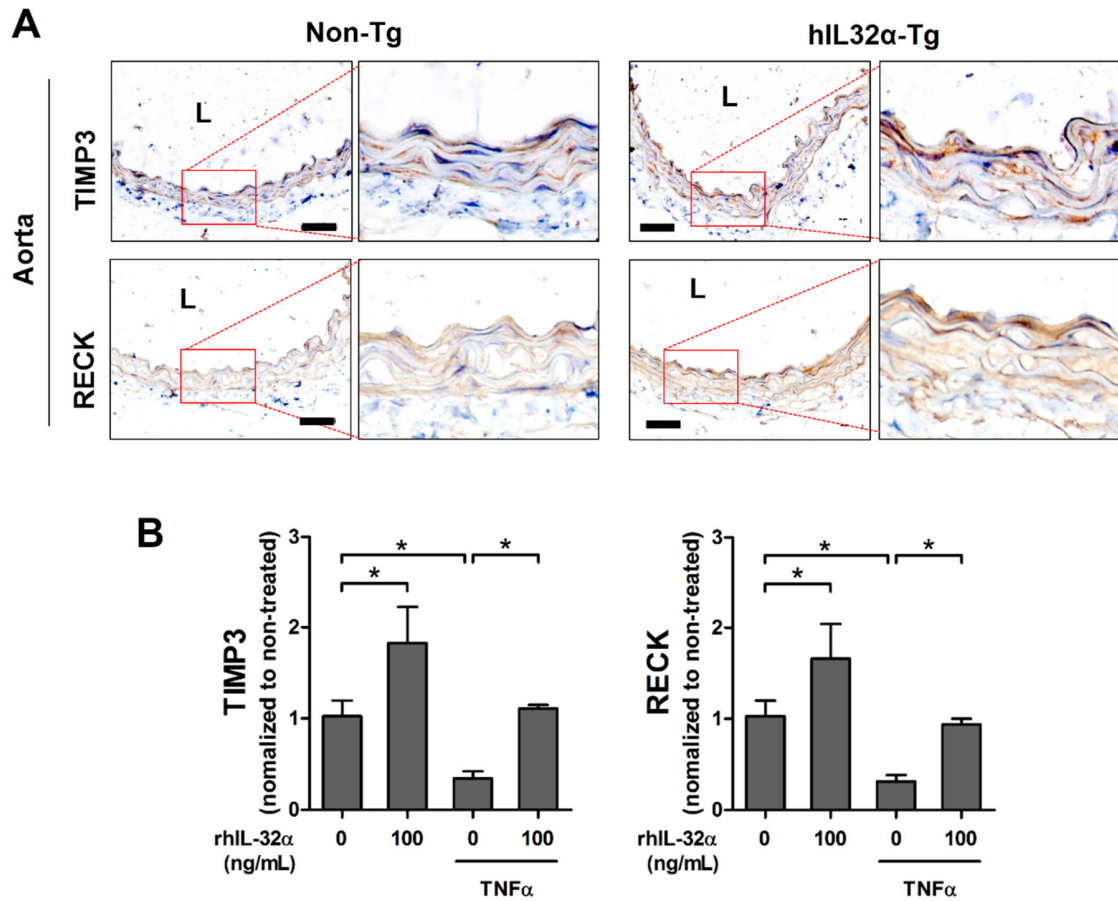 A
Non-Tg
hIL32α-Tg
Aorta
TIMP3
L
L
RECK
L
L
B
TIMP3
(nomalized to non-treated)
3
2
1
0
*
*
*
rhIL-32α
(ng/mL)
0
100
0
100
TNFα
RECK
(nomalized to non-treated)
3
2
1
0
*
*
*
rhIL-32α
(ng/mL)
0
100
0
100
TNFα